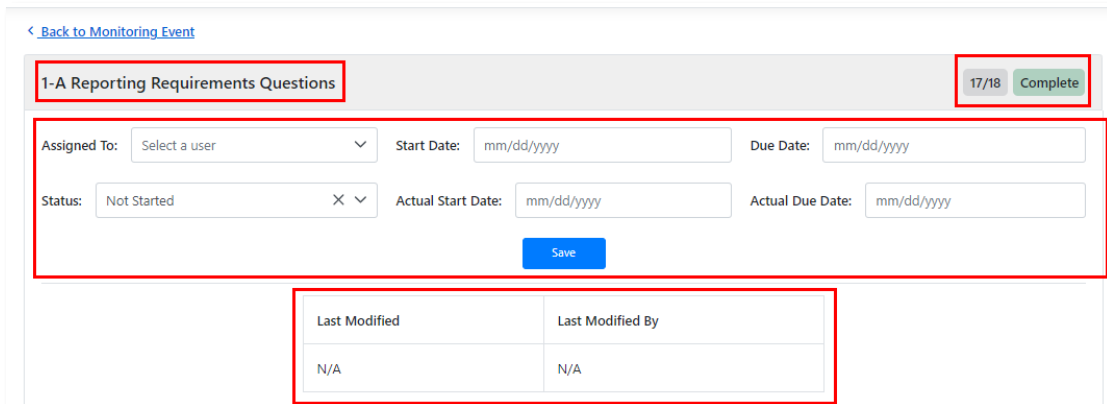 Back to Monitoring Event
1-A Reporting Requirements Questions 17/18 Complete
Assigned To: Select a user Start Date: mm/dd/yyyy Due Date: mm/dd/yyyy
Status: Not Started Actual Start Date: mm/dd/yyyy Actual Due Date: mm/dd/yyyy
Save
Last Modified Last Modified By
N/A N/A